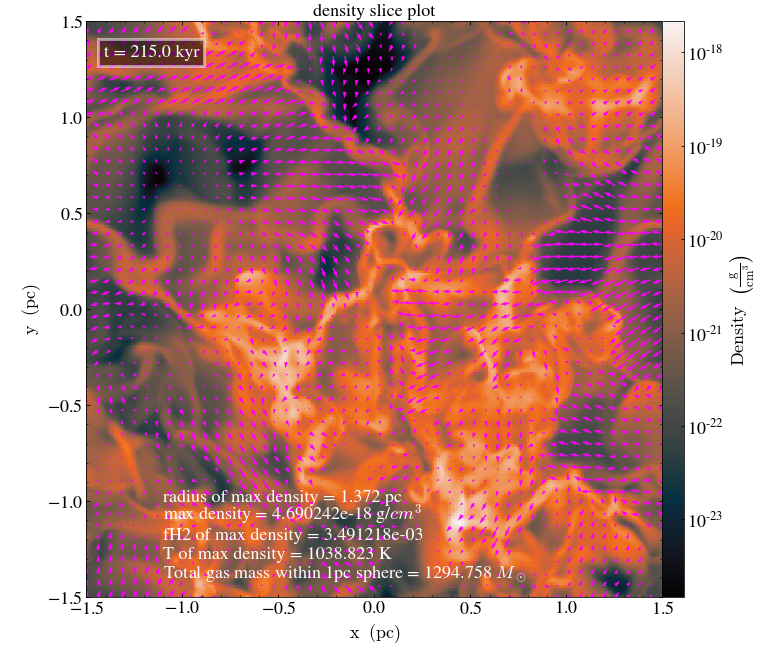 density slice plot
t = 215.0 kyr
1.5
1.0
0.5
0.0
−0.5
−1.0
−1.5
y (pc)
radius of max density = 1.372 pc
max density = 4.690242e-18 g/cm³
fH2 of max density = 3.491218e-03
T of max density = 1038.823 K
Total gas mass within 1pc sphere = 1294.758 M☉
−1.5 −1.0 −0.5 0.0 0.5 1.0 1.5
x (pc)
10⁻¹⁸
10⁻¹⁹
10⁻²⁰
10⁻²¹
10⁻²²
10⁻²³
Density (g/cm³)